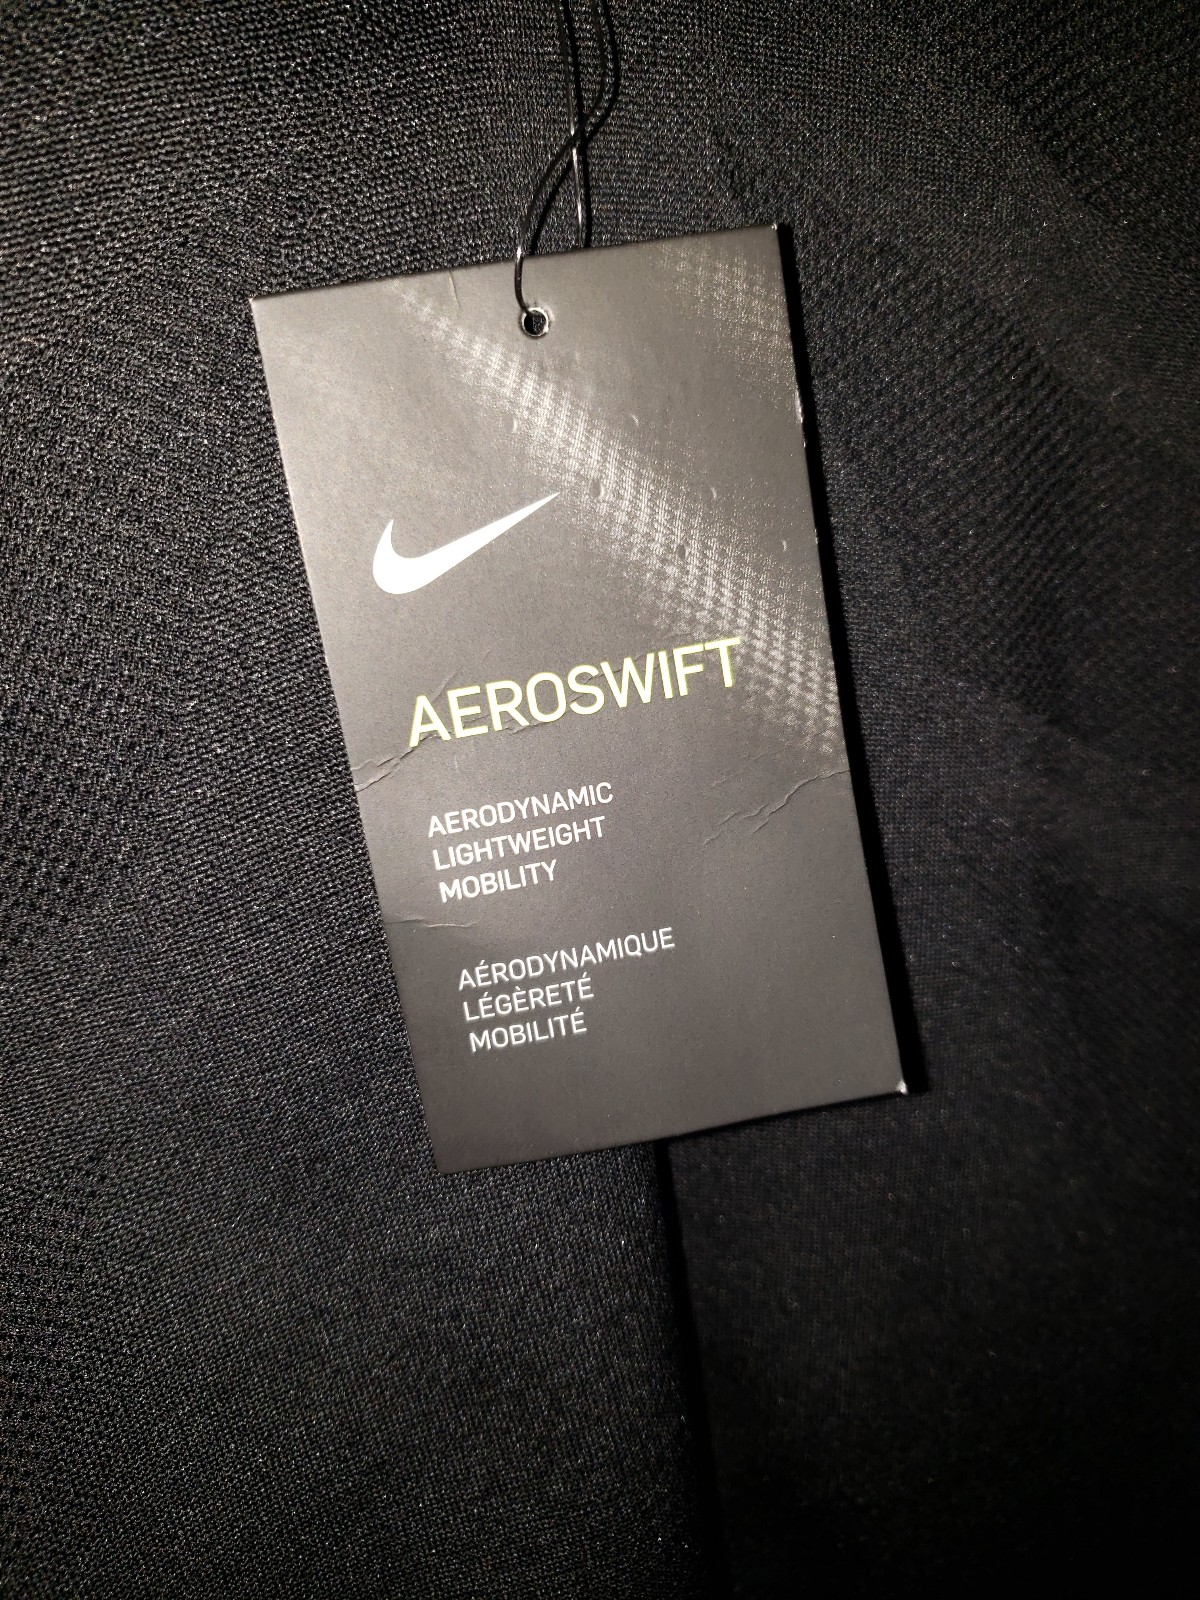 AEROSWIFT
AERODYNAMIC
LIGHTWEIGHT
MOBILITY
AÉRODYNAMIQUE
LÉGÈRETÉ
MOBILITÉ